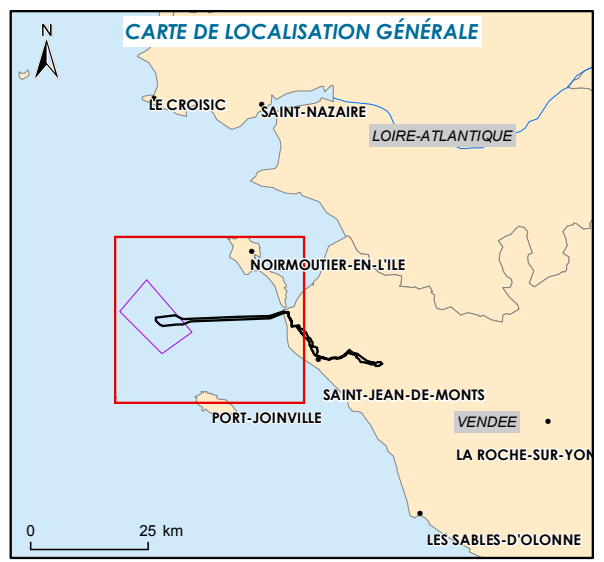 CARTE DE LOCALISATION GÉNÉRALE
N
LE CROISIC
SAINT-NAZAIRE
LOIRE-ATLANTIQUE
NOIRMOUTIER-EN-L'ILE
SAINT-JEAN-DE-MONTS
PORT-JOINVILLE
VENDEE
LA ROCHE-SUR-YON
0 25 km
LES SABLES-D'OLONNE